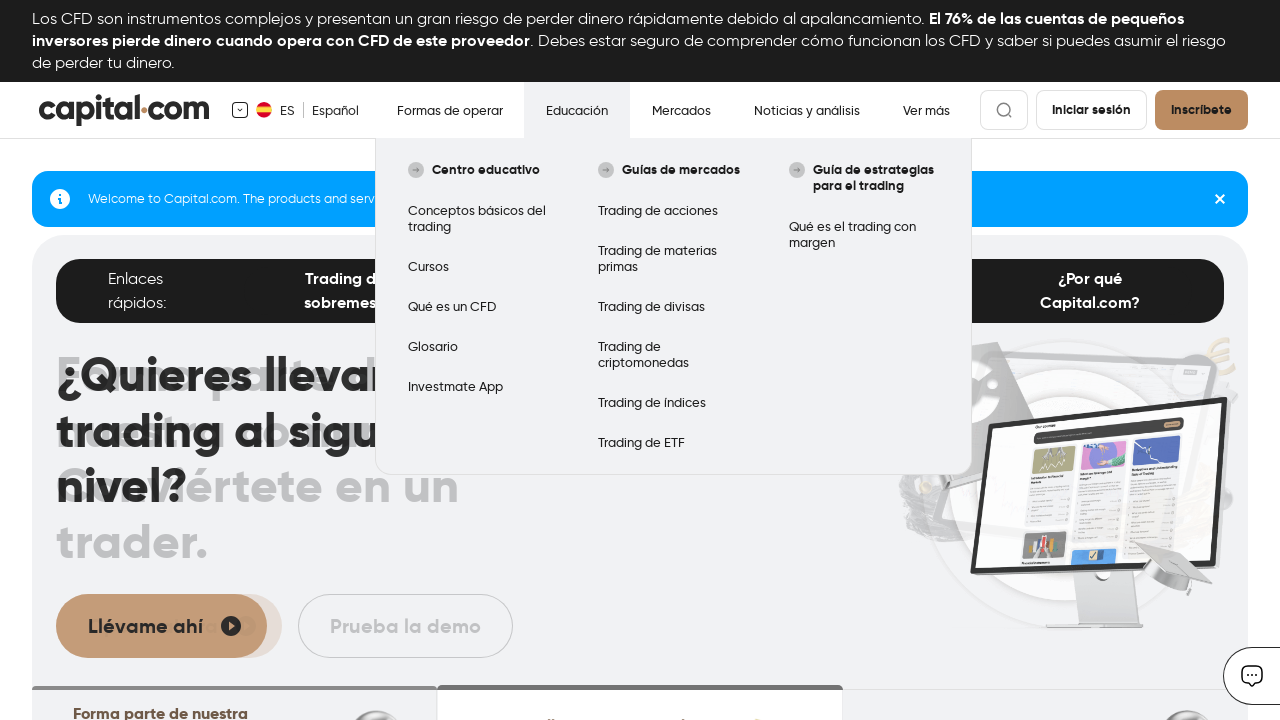 Los CFD son instrumentos complejos y presentan un gran riesgo de perder dinero rápidamente debido al apalancamiento. El 76% de las cuentas de pequeños
inversores pierde dinero cuando opera con CFD de este proveedor. Debes estar seguro de comprender cómo funcionan los CFD y saber si puedes asumir el riesgo
de perder tu dinero.
capital.com
ES Español
Formas de operar
Educación
Mercados
Noticias y análisis
Ver más
Iniciar sesión
Inscríbete
Centro educativo
Conceptos básicos del
trading
Cursos
Qué es un CFD
Glosario
Investmate App
Guías de mercados
Trading de acciones
Trading de materias
primas
Trading de divisas
Trading de
criptomonedas
Trading de índices
Trading de ETF
Guía de estrategias
para el trading
Qué es el trading con
margen
Welcome to Capital.com. The products and serv
Enlaces
rápidos:
Trading d
sobremes
¿Por qué
Capital.com?
¿Quieres llevar
trading al sigu
nivel?
trader.
Llévame ahí
Prueba la demo
Forma parte de nuestra